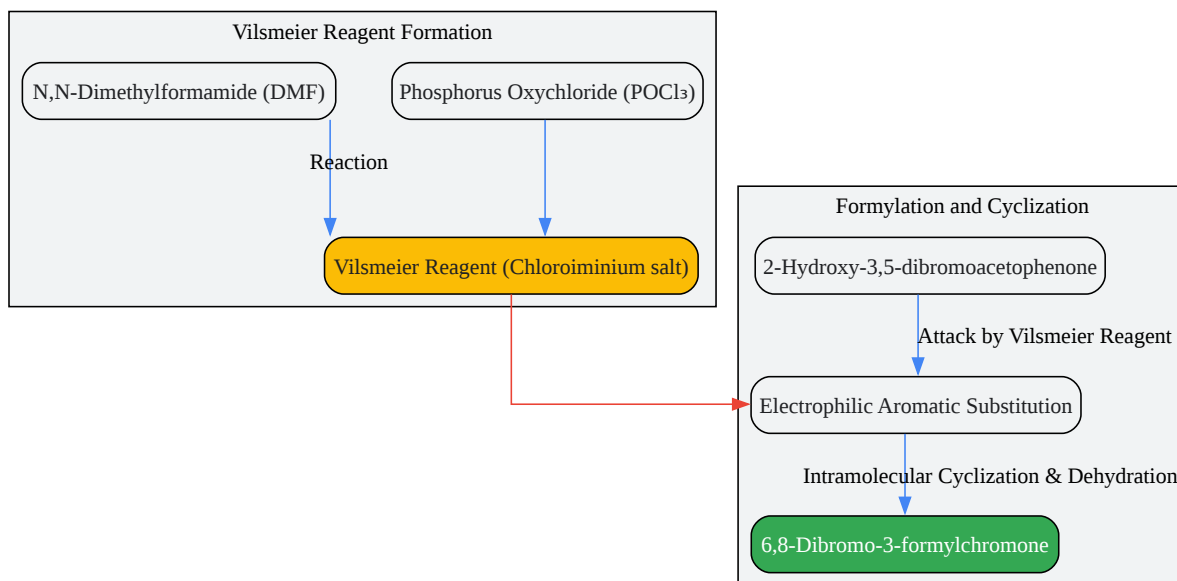 Vilsmeier Reagent Formation
N,N-Dimethylformamide (DMF)
Phosphorus Oxychloride (POCl₃)
Reaction
Vilsmeier Reagent (Chloroiminium salt)
Formylation and Cyclization
2-Hydroxy-3,5-dibromoacetophenone
Attack by Vilsmeier Reagent
Electrophilic Aromatic Substitution
Intramolecular Cyclization & Dehydration
6,8-Dibromo-3-formylchromone